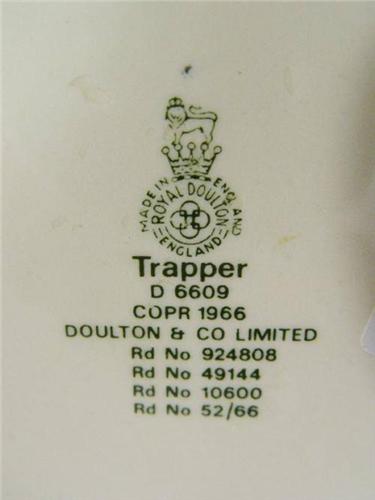 MADE IN ENGLAND
ROYAL DOULTON
ENGLAND
Trapper
D 6609
COPR 1966
DOULTON & CO LIMITED
Rd No 924808
Rd No 49144
Rd No 10600
Rd No 52/66